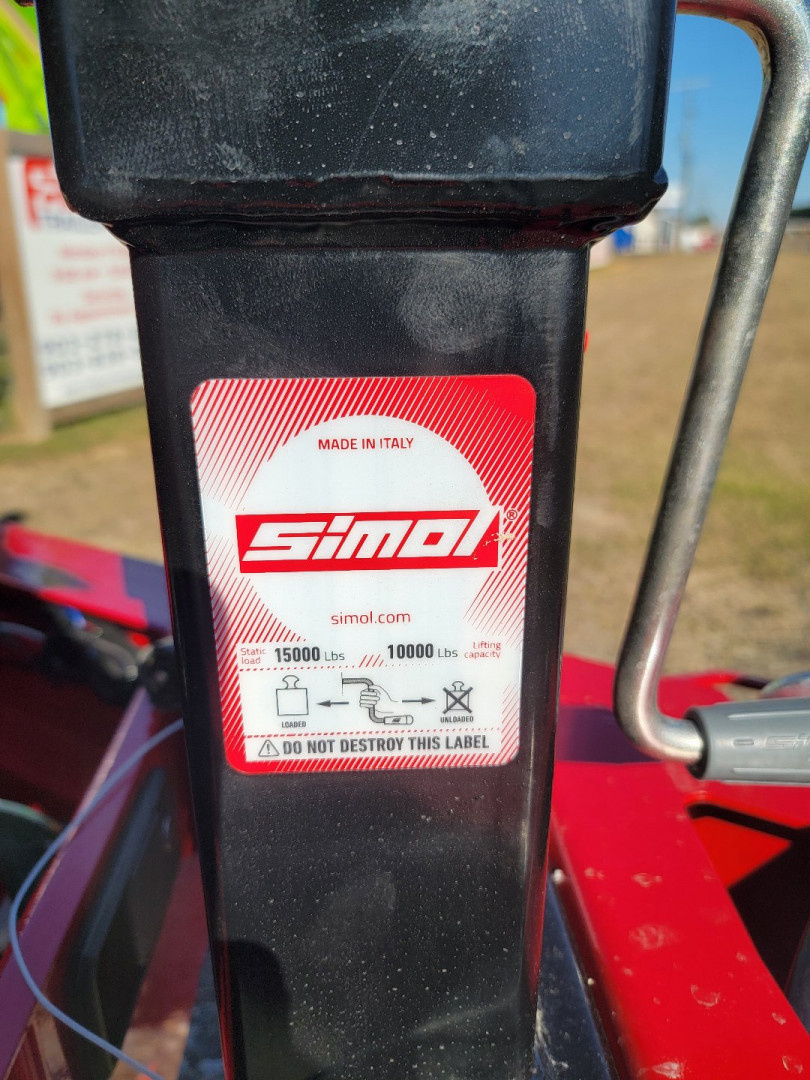 MADE IN ITALY
simol®
simol.com
Static load 15000 Lbs //// 10000 Lbs Lifting capacity
LOADED UNLOADED
DO NOT DESTROY THIS LABEL